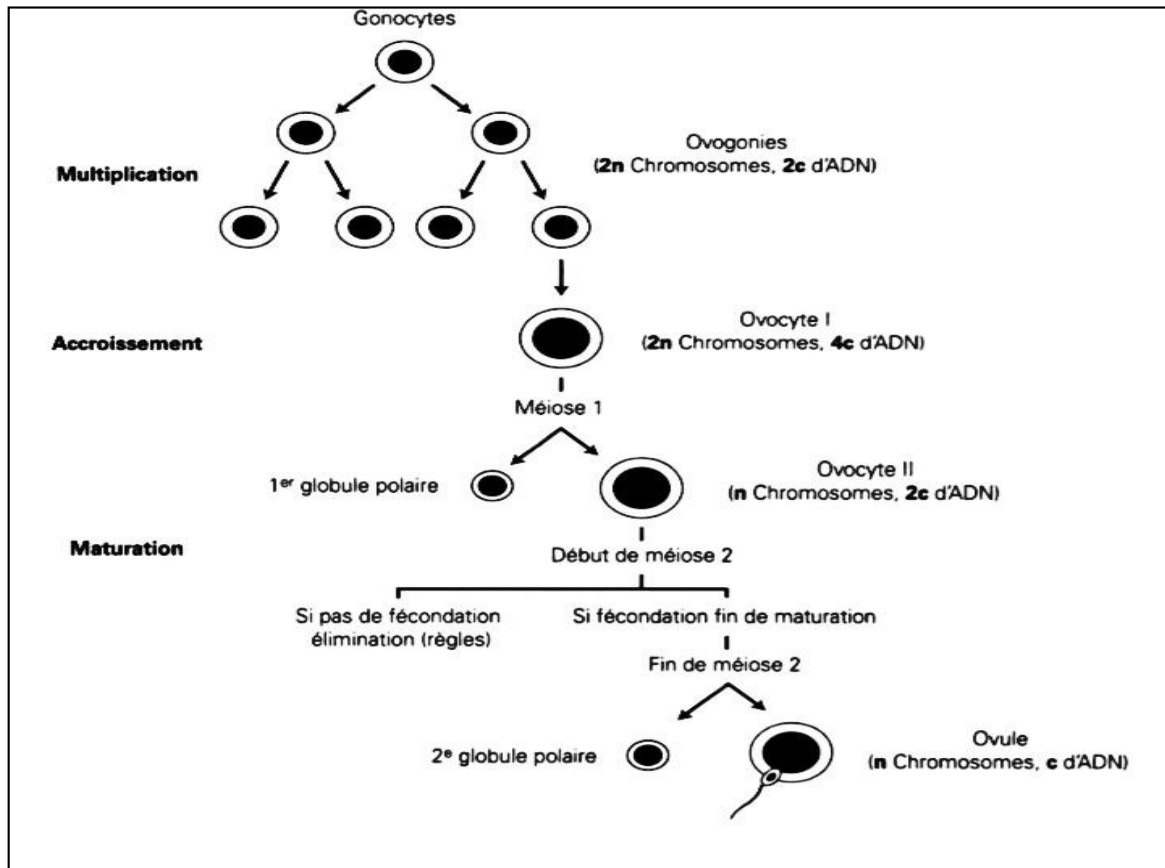 Gonocytes
Ovogonies
(2n Chromosomes, 2c d'ADN)
Multiplication
Ovocyte I
(2n Chromosomes, 4c d'ADN)
Accroissement
Méiose 1
1er globule polaire
Ovocyte II
(n Chromosomes, 2c d'ADN)
Maturation
Début de méiose 2
Si pas de fécondation
élimination (règles)
Si fécondation fin de maturation
Fin de méiose 2
2e globule polaire
Ovule
(n Chromosomes, c d'ADN)